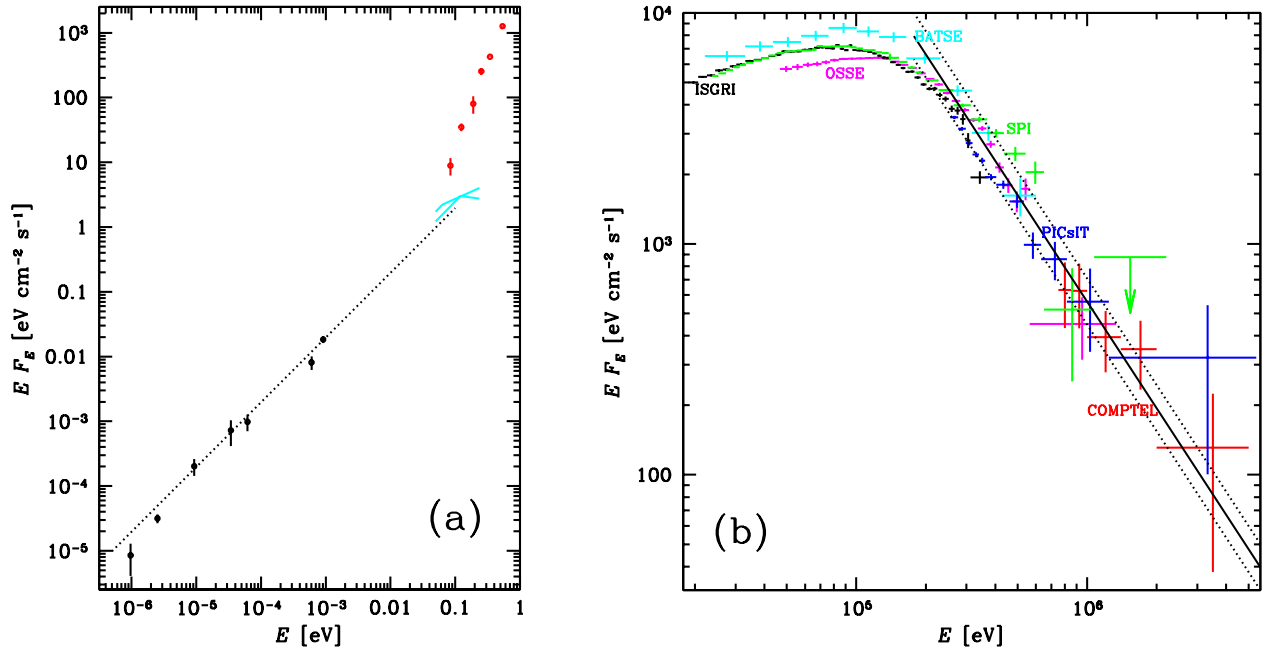 10³
100
10
1
0.1
0.01
10⁻³
10⁻⁴
10⁻⁵
E F_E [eV cm⁻² s⁻¹]
(a)
10⁻⁶ 10⁻⁵ 10⁻⁴ 10⁻³ 0.01 0.1 1
E [eV]
10⁴
10³
100
E F_E [eV cm⁻² s⁻¹]
BATSE
OSSE
ISGRI
SPI
PICsIT
COMPTEL
(b)
10⁵ 10⁶
E [eV]